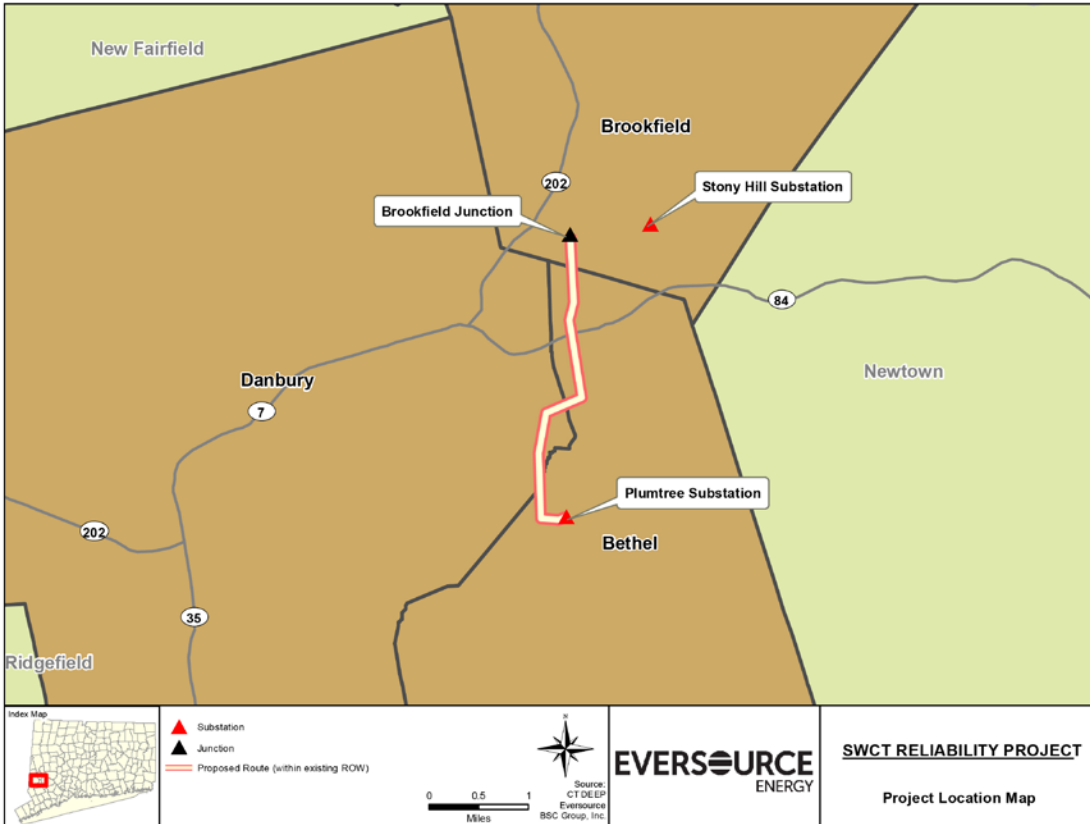 New Fairfield
Brookfield
202
Stony Hill Substation
Brookfield Junction
84
Danbury
Newtown
7
Plumtree Substation
202
Bethel
35
Ridgefield
Index Map
Substation
Junction
Proposed Route (within existing ROW)
N
0 0.5 1
Miles
Source:
CT DEEP
Eversource
BSC Group, Inc.
EVERSOURCE
ENERGY
SWCT RELIABILITY PROJECT
Project Location Map